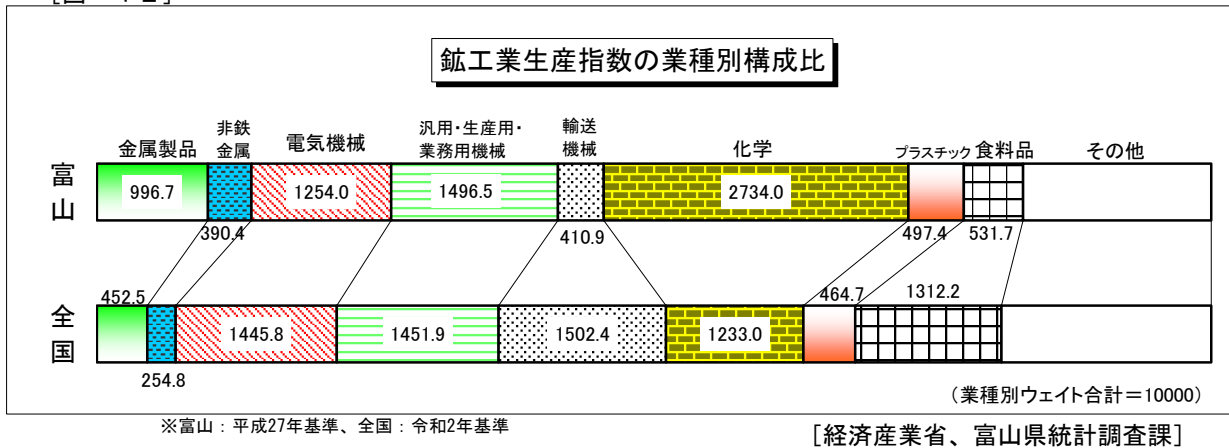 鉱工業生産指数の業種別構成比
金属製品
非鉄
金属
電気機械
汎用・生産用・
業務用機械
輸送
機械
化学
プラスチック
食料品
その他
富
山
996.7
1254.0
1496.5
2734.0
390.4
410.9
497.4
531.7
452.5
464.7
1312.2
全
国
1445.8
1451.9
1502.4
1233.0
254.8
(業種別ウェイト合計=10000)
※富山：平成27年基準、全国：令和2年基準
[経済産業省、富山県統計調査課]